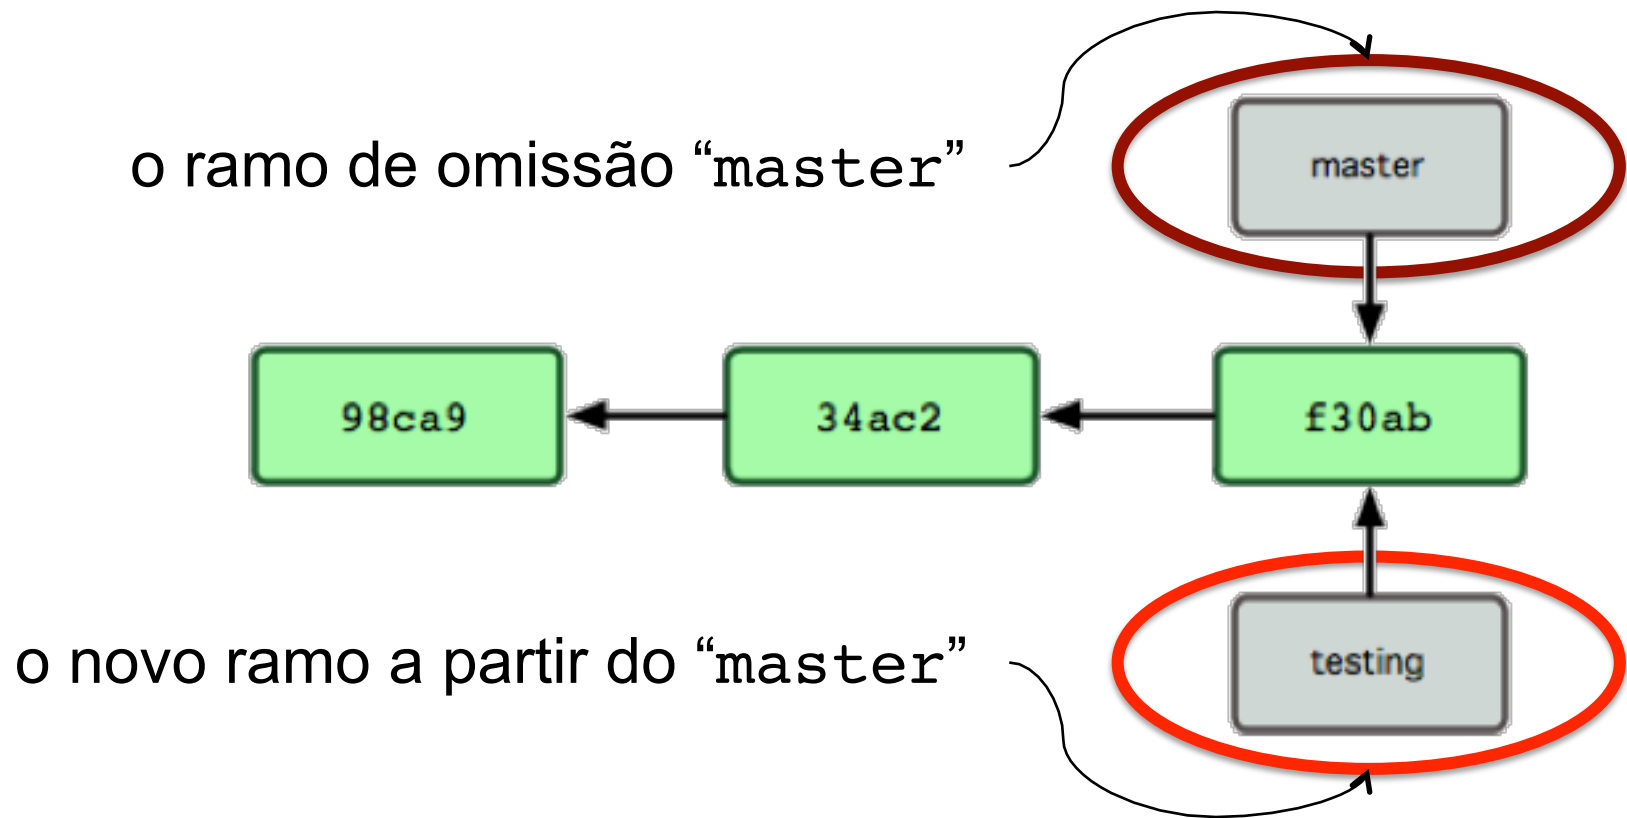 o ramo de omissão “master”
master
98ca9
34ac2
f30ab
o novo ramo a partir do “master”
testing